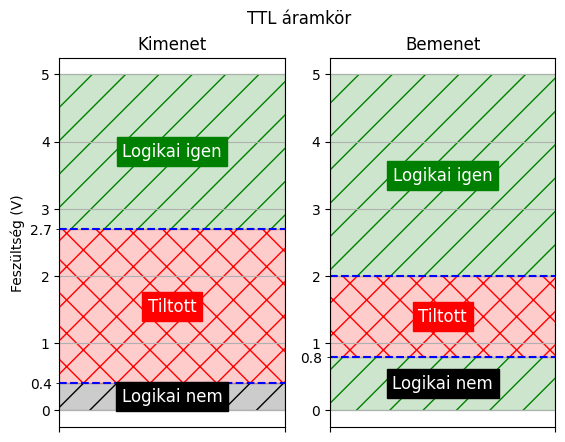 TTL áramkör
Kimenet
Bemenet
Feszültség (V)
5
4
3
2.7
2
1
0.4
0
Logikai igen
Tiltott
Logikai nem
5
4
3
2
1
0.8
0
Logikai igen
Tiltott
Logikai nem